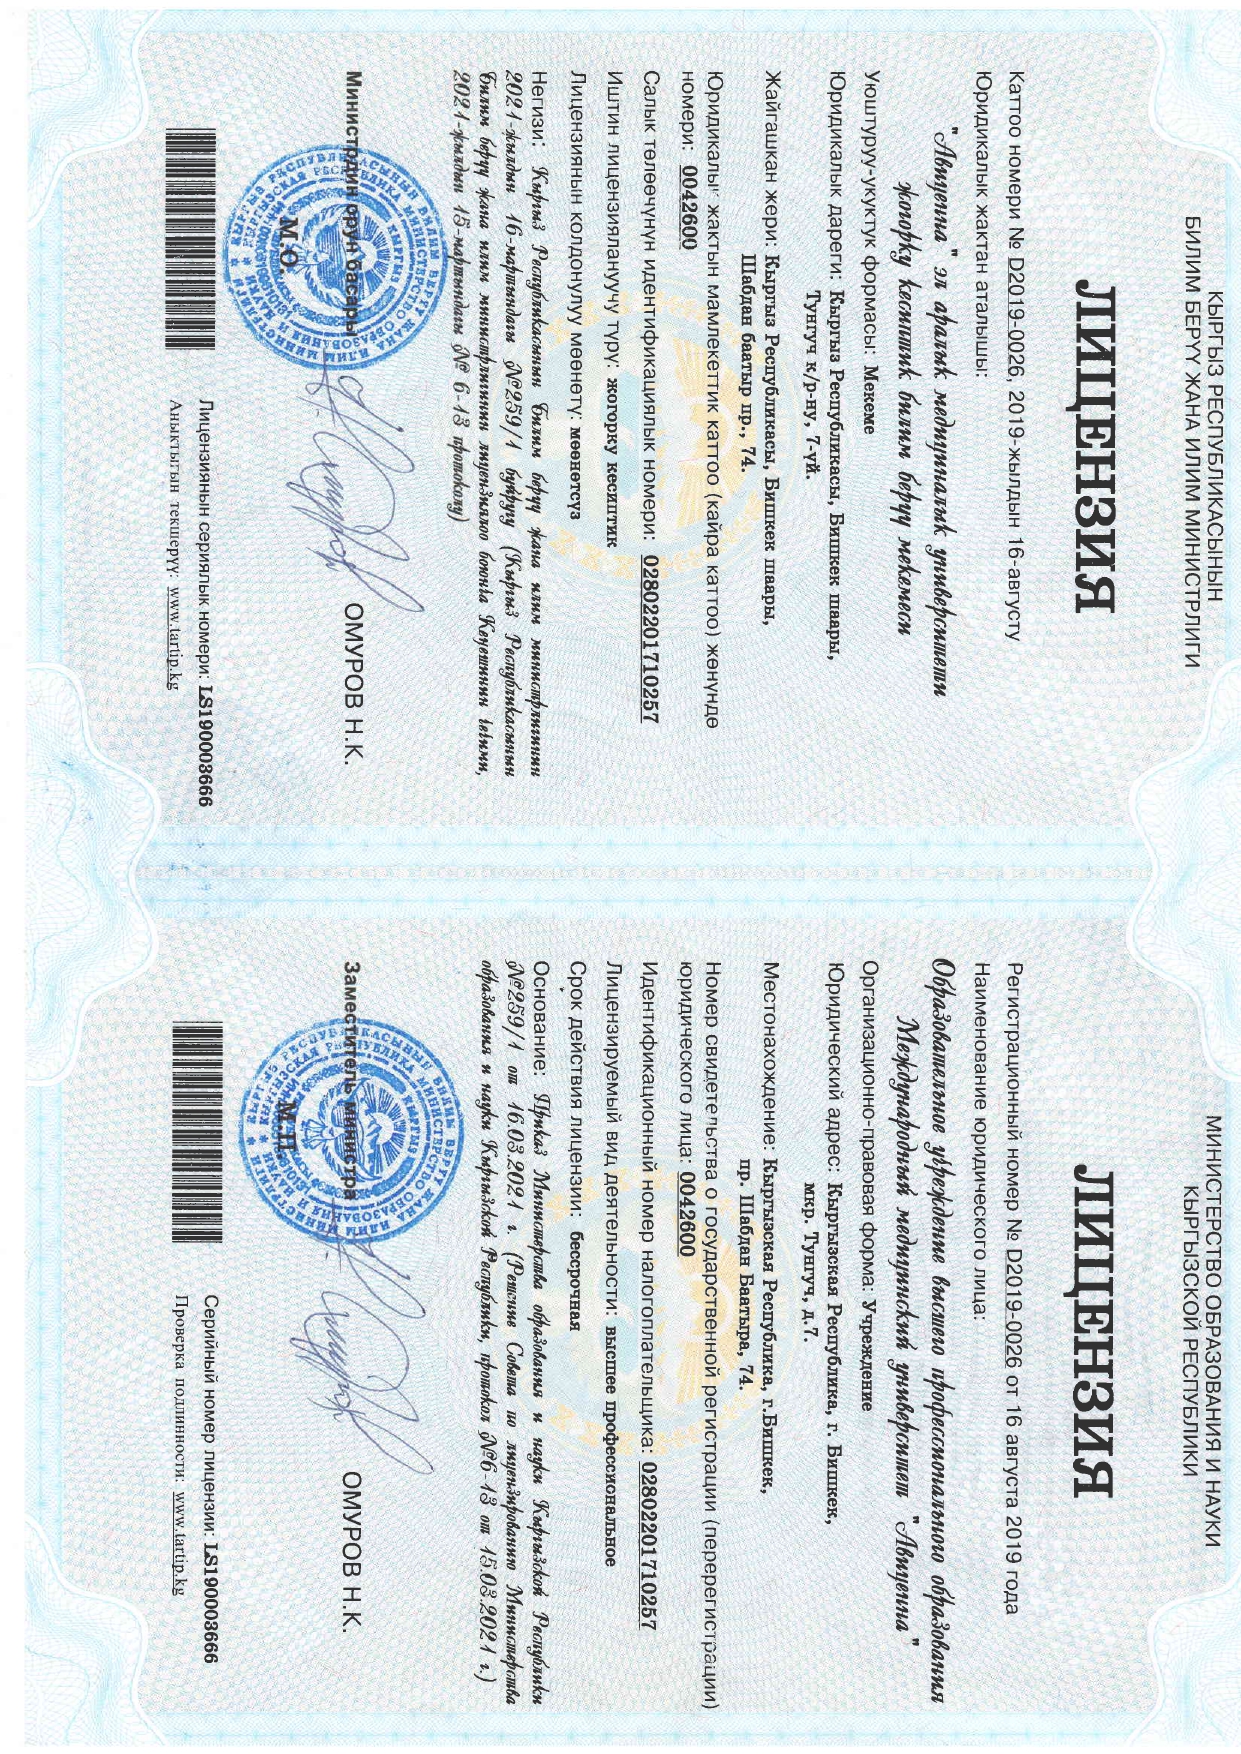 КЫРГЫЗ РЕСПУБЛИКАСЫНЫН
БИЛИМ БЕРҮҮ ЖАНА ИЛИМ МИНИСТРЛИГИ
ЛИЦЕНЗИЯ
Каттоо номери № D2019-0026, 2019-жылдын 16-августу
Юридикалык жактан аталышы:
"Авиценна" эл аралык медициналык университети
жогорку кесиптик билим берүү мекемеси
Уюштуруу-укуктук формасы: Мекеме
Юридикалык дареги: Кыргыз Республикасы, Бишкек шаары,
Тунгуч к/р-ну, 7-үй.
Жайгашкан жери: Кыргыз Республикасы, Бишкек шаары,
Шабдан баатыр пр., 74.
Юридикалык жактын мамлекеттик каттоо (кайра каттоо) жөнүндө
номери: 0042600
Салык төлөөчүнүн идентификациялык номери: 02802201710257
Иштин лицензиялануучу түрү: жогорку кесиптик
Лицензиянын колдонулуу мөөнөтү: мөөнөтсүз
Негизи: Кыргыз Республикасынын Билим берүү жана илим министрлигинин
2021-жылдын 16-мартындагы №259/1 буйругу (Кыргыз Республикасынын
Билим берүү жана илим министрлигинин лицензиялоо боюнча Кеңешинин чечими,
2021-жылдын 15-мартындагы № 6-13 протоколу)
Министрдин орун басары ОМУРОВ Н.К.
М.О.
Лицензиянын сериялык номери: LS190003666
Аныктыгын текшерүү: www.tartip.kg
МИНИСТЕРСТВО ОБРАЗОВАНИЯ И НАУКИ
КЫРГЫЗСКОЙ РЕСПУБЛИКИ
ЛИЦЕНЗИЯ
Регистрационный номер № D2019-0026 от 16 августа 2019 года
Наименование юридического лица:
Образовательное учреждение высшего профессионального образования
Международный медицинский университет "Авиценна"
Организационно-правовая форма: Учреждение
Юридический адрес: Кыргызская Республика, г. Бишкек,
мкр. Тунгуч, д.7.
Местонахождение: Кыргызская Республика, г.Бишкек,
пр. Шабдан Баатыра, 74.
Номер свидетельства о государственной регистрации (перерегистрации)
юридического лица: 0042600
Идентификационный номер налогоплательщика: 02802201710257
Лицензируемый вид деятельности: высшее профессиональное
Срок действия лицензии: бессрочная
Основание: Приказ Министерства образования и науки Кыргызской Республики
№259/1 от 16.03.2021 г. (Решение Совета по лицензированию Министерства
образования и науки Кыргызской Республики, протокол №6-13 от 15.03.2021 г.)
Заместитель министра ОМУРОВ Н.К.
М.П.
Серийный номер лицензии: LS190003666
Проверка подлинности: www.tartip.kg